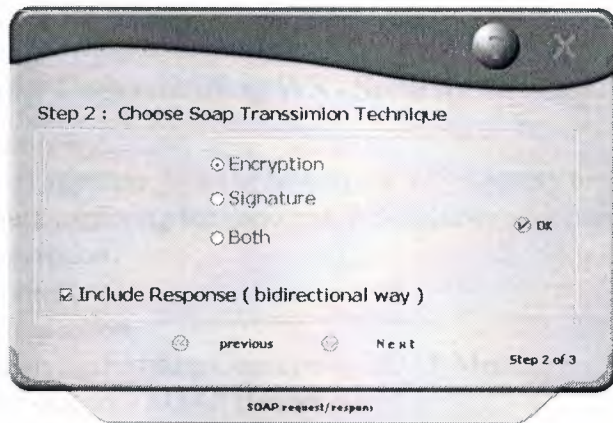 Step 2 : Choose Soap Transsimion Technique
Encryption
Signature
Both
OK
Include Response ( bidirectional way )
previous Next
Step 2 of 3
SOAP request/respons